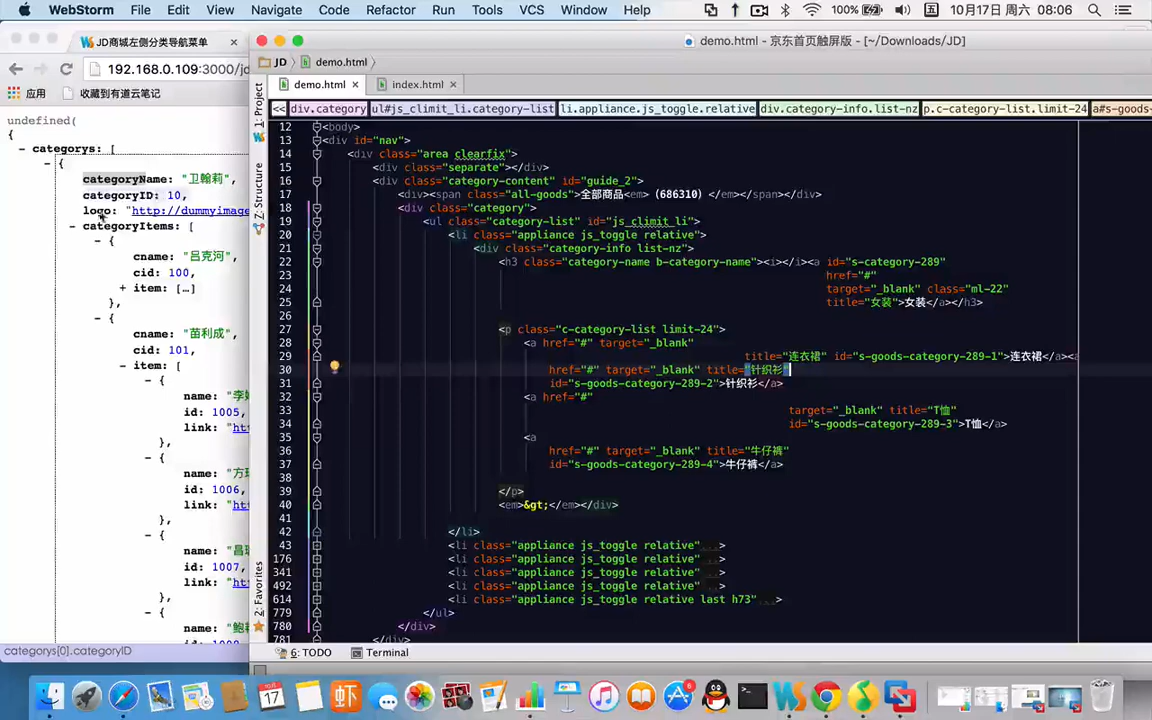 WebStorm File Edit View Navigate Code Refactor Run Tools VCS Window Help 100% 五 10月17日 周六 08:06
JD商城左侧分类导航菜单
192.168.0.109:3000/jd
应用 收藏到有道云笔记
undefined(
{
− categorys: [
− {
categoryName: "卫翰莉",
categoryID: 10,
logo: "http://dummyimage
− categoryItems: [
− {
cname: "吕克河",
cid: 100,
+ item: […]
},
− {
cname: "苗利成",
cid: 101,
− item: [
− {
id: 1005,
link: "htt
},
− {
id: 1006,
link: "htt
},
− {
id: 1007,
link: "htt
},
− {
categorys[0].categoryID
demo.html - 京东首页触屏版 - [~/Downloads/JD]
JD demo.html
demo.html index.html
<< div.category ul#js_climit_li.category-list li.appliance.js_toggle.relative div.category-info.list-nz p.c-category-list.limit-24 a#s-goods-
1: Project
7: Structure
2: Favorites
12 <body>
13 <div id="nav">
14 <div class="area clearfix">
15 <div class="separate"></div>
16 <div class="category-content" id="guide_2">
17 <div><span class="all-goods">全部商品<em> (686310) </em></span></div>
18 <div class="category">
19 <ul class="category-list" id="js_climit_li">
20 <li class="appliance js_toggle relative">
21 <div class="category-info list-nz">
22 <h3 class="category-name b-category-name"><i></i><a id="s-category-289"
23 href="#"
24 target="_blank" class="ml-22"
25 title="女装">女装</a></h3>
26
27 <p class="c-category-list limit-24">
28 <a href="#" target="_blank"
29 title="连衣裙" id="s-goods-category-289-1">连衣裙</a><a
30 href="#" target="_blank" title="针织衫"
31 id="s-goods-category-289-2">针织衫</a>
32 <a href="#"
33 target="_blank" title="T恤"
34 id="s-goods-category-289-3">T恤</a>
35 <a
36 href="#" target="_blank" title="牛仔裤"
37 id="s-goods-category-289-4">牛仔裤</a>
38
39 </p>
40 <em>&gt;</em></div>
41
42 </li>
43 <li class="appliance js_toggle relative"...>
176 <li class="appliance js_toggle relative"...>
341 <li class="appliance js_toggle relative"...>
492 <li class="appliance js_toggle relative"...>
614 <li class="appliance js_toggle relative last h73"...>
779 </ul>
780 </div>
781 </div>
6: TODO Terminal